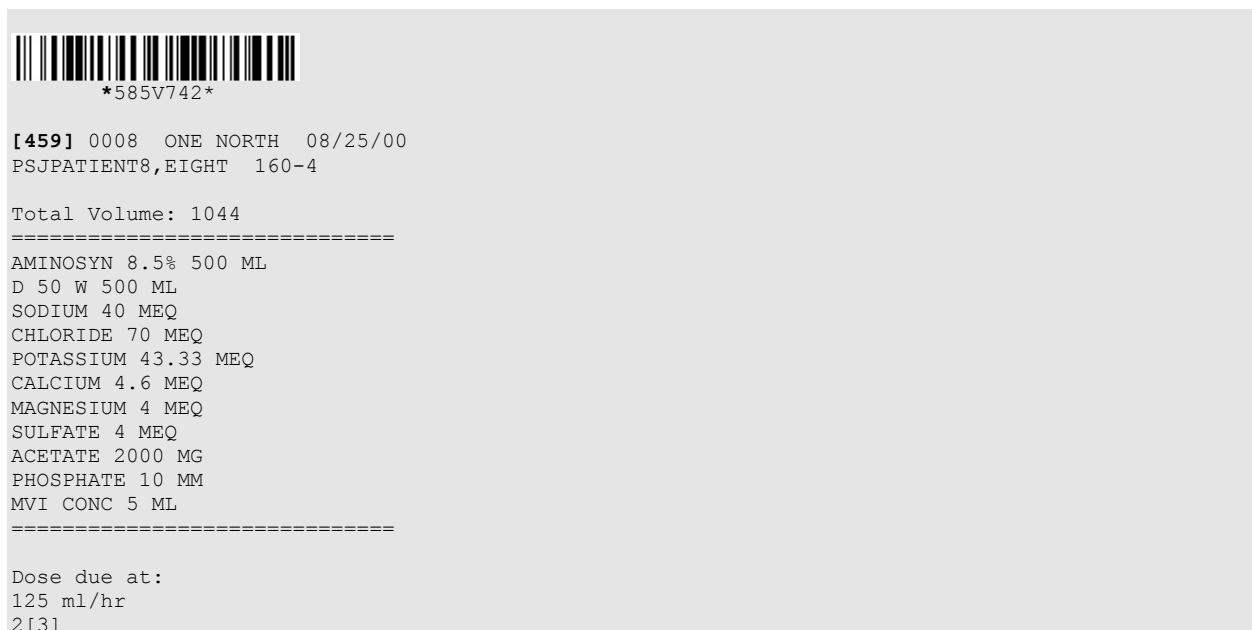 *585V742*
[459] 0008  ONE NORTH  08/25/00
PSJPATIENT8,EIGHT  160-4
Total Volume: 1044
==============================
AMINOSYN 8.5% 500 ML
D 50 W 500 ML
SODIUM 40 MEQ
CHLORIDE 70 MEQ
POTASSIUM 43.33 MEQ
CALCIUM 4.6 MEQ
MAGNESIUM 4 MEQ
SULFATE 4 MEQ
ACETATE 2000 MG
PHOSPHATE 10 MM
MVI CONC 5 ML
==============================
Dose due at:
125 ml/hr
2[3]